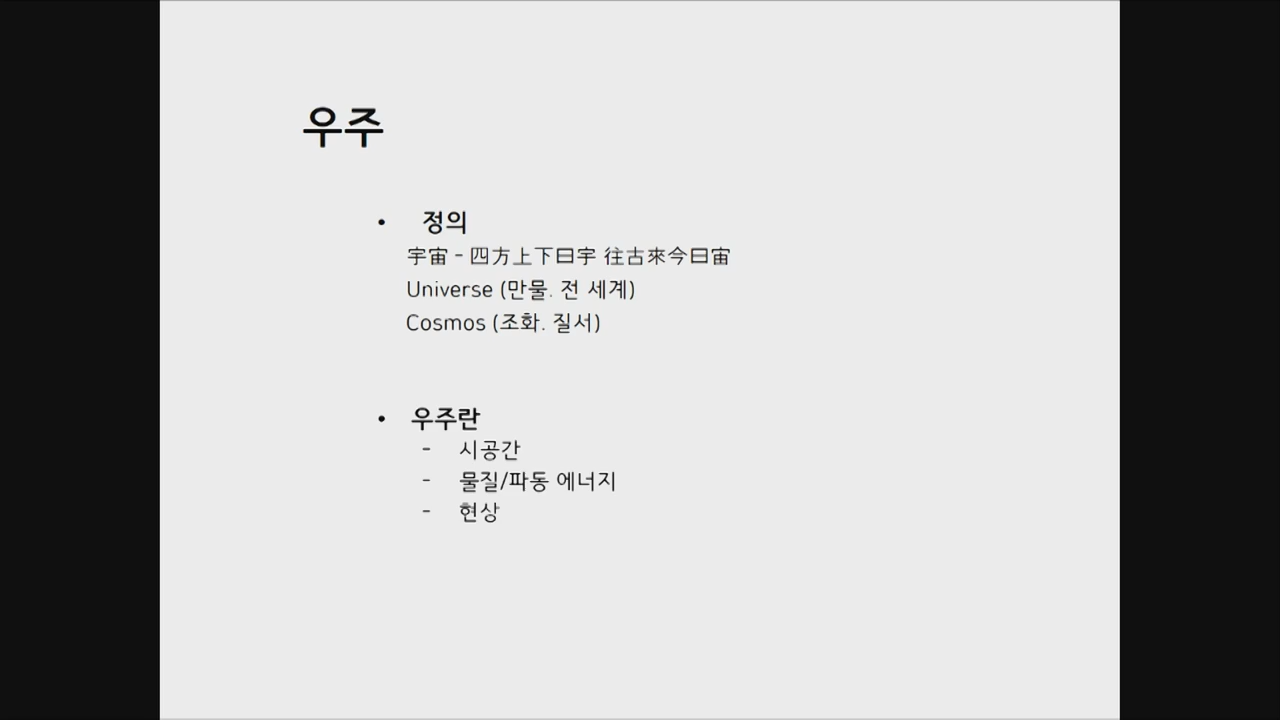 우주
• 정의
宇宙 - 四方上下曰宇 往古來今曰宙
Universe (만물. 전 세계)
Cosmos (조화. 질서)
• 우주란
- 시공간
- 물질/파동 에너지
- 현상